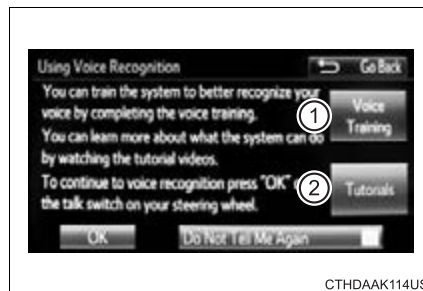 Using Voice Recognition
Go Back
You can train the system to better recognize your
voice by completing the voice training.
You can learn more about what the system can do
by watching the tutorial videos.
To continue to voice recognition press "OK"
the talk switch on your steering wheel.
1
Voice
Training
2
Tutorials
OK
Do Not Tell Me Again
CTHDAAK114US